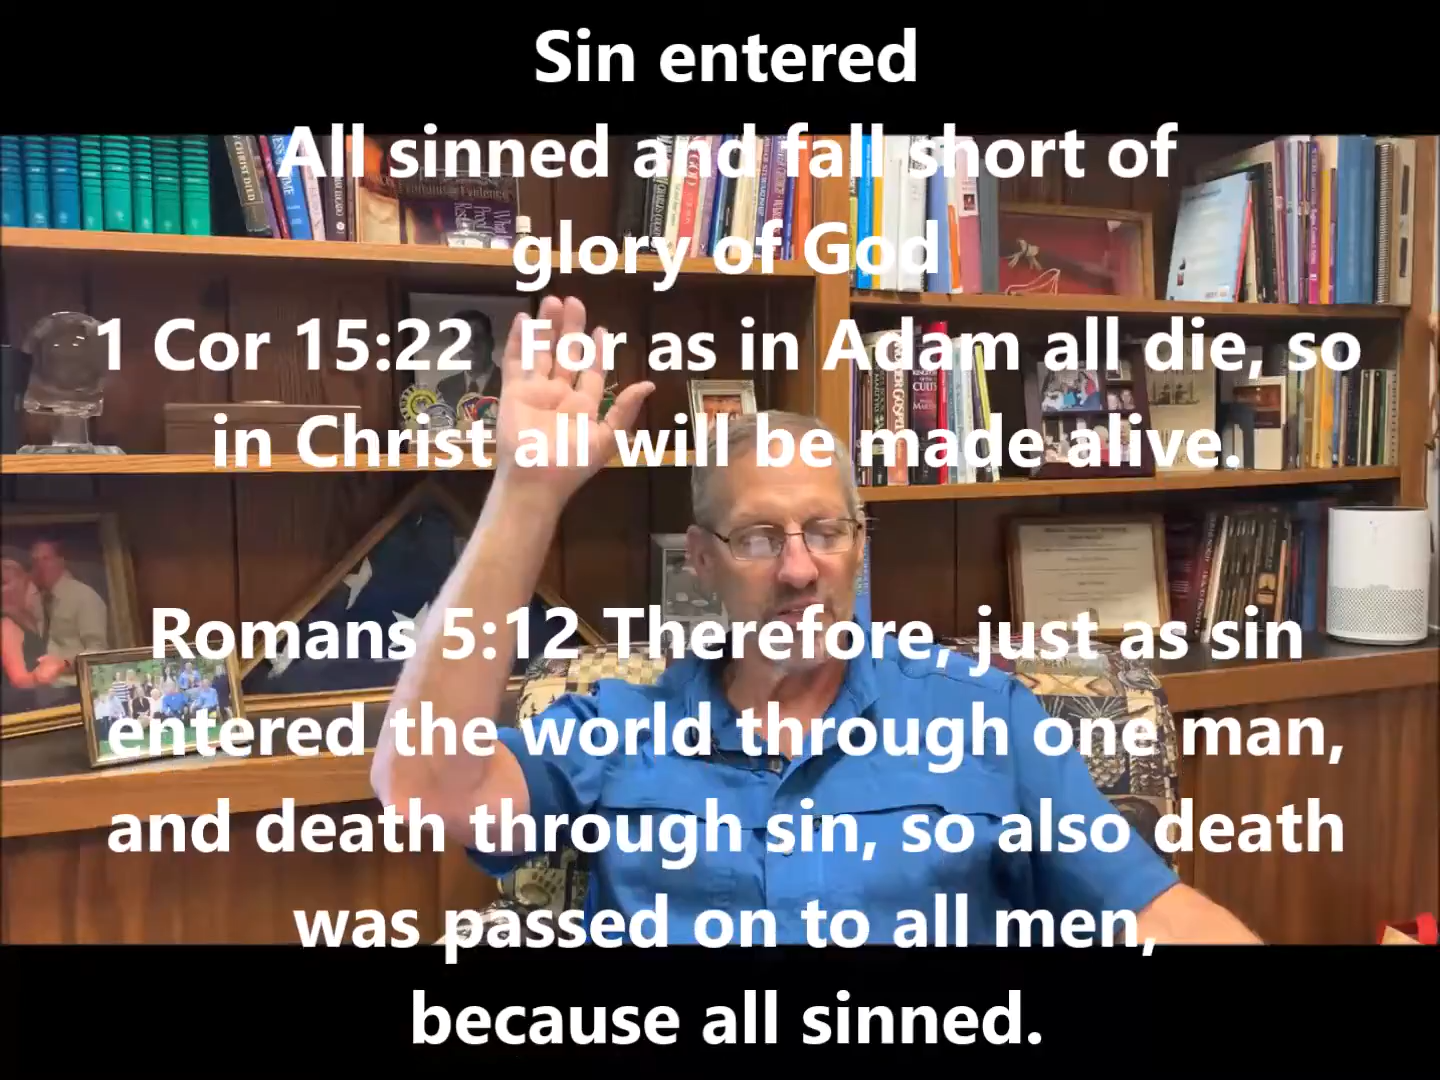 Sin entered
All sinned and fall short of
glory of God
1 Cor 15:22 For as in Adam all die, so
in Christ all will be made alive.
Romans 5:12 Therefore, just as sin
entered the world through one man,
and death through sin, so also death
was passed on to all men,
because all sinned.